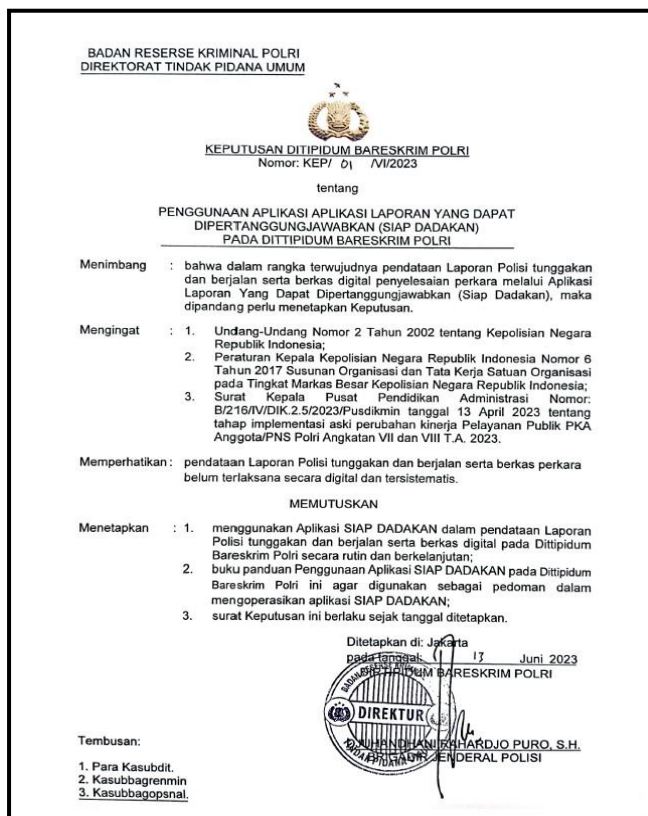 BADAN RESERSE KRIMINAL POLRI
DIREKTORAT TINDAK PIDANA UMUM
KEPUTUSAN DITIPIDUM BARESKRIM POLRI
Nomor: KEP/ 01 /VI/2023
tentang
PENGGUNAAN APLIKASI APLIKASI LAPORAN YANG DAPAT
DIPERTANGGUNGJAWABKAN (SIAP DADAKAN)
PADA DITTIPIDUM BARESKRIM POLRI
Menimbang : bahwa dalam rangka terwujudnya pendataan Laporan Polisi tunggakan
dan berjalan serta berkas digital penyelesaian perkara melalui Aplikasi
Laporan Yang Dapat Dipertanggungjawabkan (Siap Dadakan), maka
dipandang perlu menetapkan Keputusan.
Mengingat : 1. Undang-Undang Nomor 2 Tahun 2002 tentang Kepolisian Negara
Republik Indonesia;
2. Peraturan Kepala Kepolisian Negara Republik Indonesia Nomor 6
Tahun 2017 Susunan Organisasi dan Tata Kerja Satuan Organisasi
pada Tingkat Markas Besar Kepolisian Negara Republik Indonesia;
3. Surat Kepala Pusat Pendidikan Administrasi Nomor:
B/216/IV/DIK.2.5/2023/Pusdikmin tanggal 13 April 2023 tentang
tahap implementasi aski perubahan kinerja Pelayanan Publik PKA
Anggota/PNS Polri Angkatan VII dan VIII T.A. 2023.
Memperhatikan : pendataan Laporan Polisi tunggakan dan berjalan serta berkas perkara
belum terlaksana secara digital dan tersistematis.
MEMUTUSKAN
Menetapkan : 1. menggunakan Aplikasi SIAP DADAKAN dalam pendataan Laporan
Polisi tunggakan dan berjalan serta berkas digital pada Dittipidum
Bareskrim Polri secara rutin dan berkelanjutan;
2. buku panduan Penggunaan Aplikasi SIAP DADAKAN pada Dittipidum
Bareskrim Polri ini agar digunakan sebagai pedoman dalam
mengoperasikan aplikasi SIAP DADAKAN;
3. surat Keputusan ini berlaku sejak tanggal ditetapkan.
Ditetapkan di: Jakarta
pada tanggal: 13 Juni 2023
BARESKRIM POLRI
BADAN RESERSE KRIMINAL
DIREKTUR
RAHARDJO PURO, S.H.
JENDERAL POLISI
Tembusan:
1. Para Kasubdit.
2. Kasubbagrenmin
3. Kasubbagopsnal.